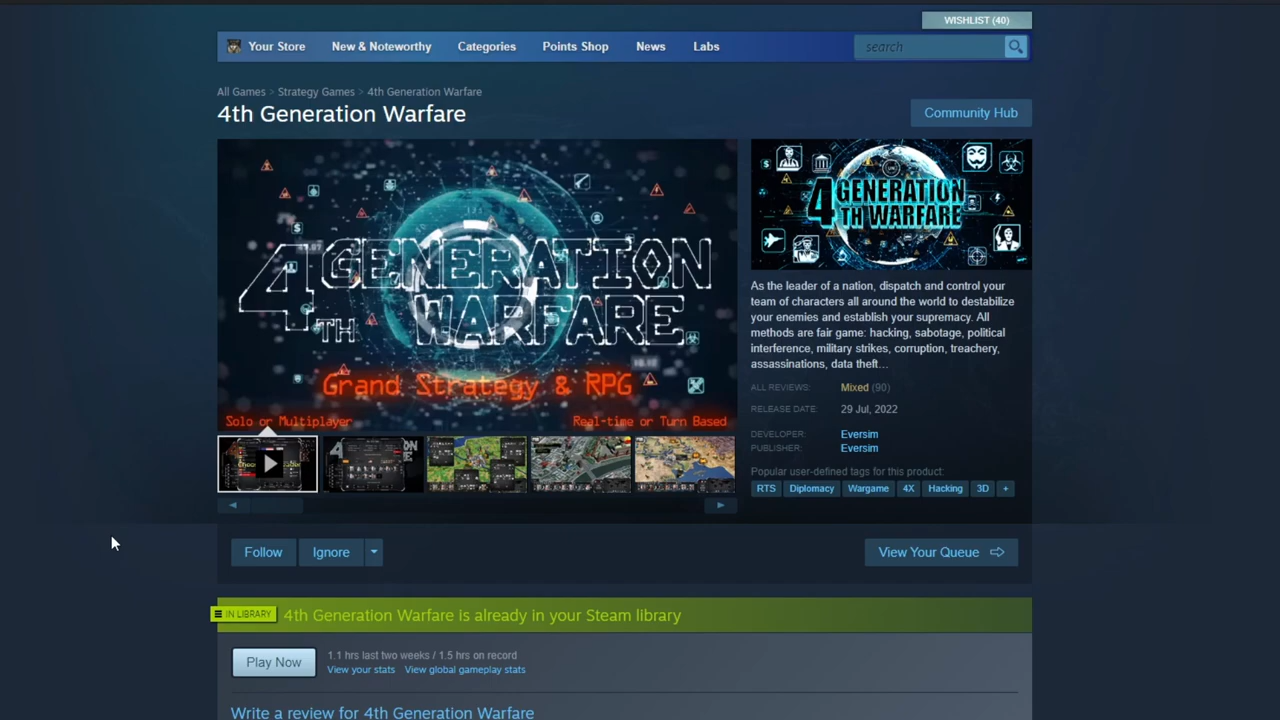 WISHLIST (40)
Your Store
New & Noteworthy
Categories
Points Shop
News
Labs
search
All Games > Strategy Games > 4th Generation Warfare
4th Generation Warfare
Community Hub
4 GENERATION
TH WARFARE
Grand Strategy & RPG
Solo or Multiplayer
Real-time or Turn Based
4 GENERATION
TH WARFARE
As the leader of a nation, dispatch and control your
team of characters all around the world to destabilize
your enemies and establish your supremacy. All
methods are fair game: hacking, sabotage, political
interference, military strikes, corruption, treachery,
assassinations, data theft...
ALL REVIEWS: Mixed (90)
RELEASE DATE: 29 Jul, 2022
DEVELOPER: Eversim
PUBLISHER: Eversim
Popular user-defined tags for this product:
RTS Diplomacy Wargame 4X Hacking 3D +
Follow
Ignore
View Your Queue
IN LIBRARY
4th Generation Warfare is already in your Steam library
Play Now
1.1 hrs last two weeks / 1.5 hrs on record
View your stats View global gameplay stats
Write a review for 4th Generation Warfare